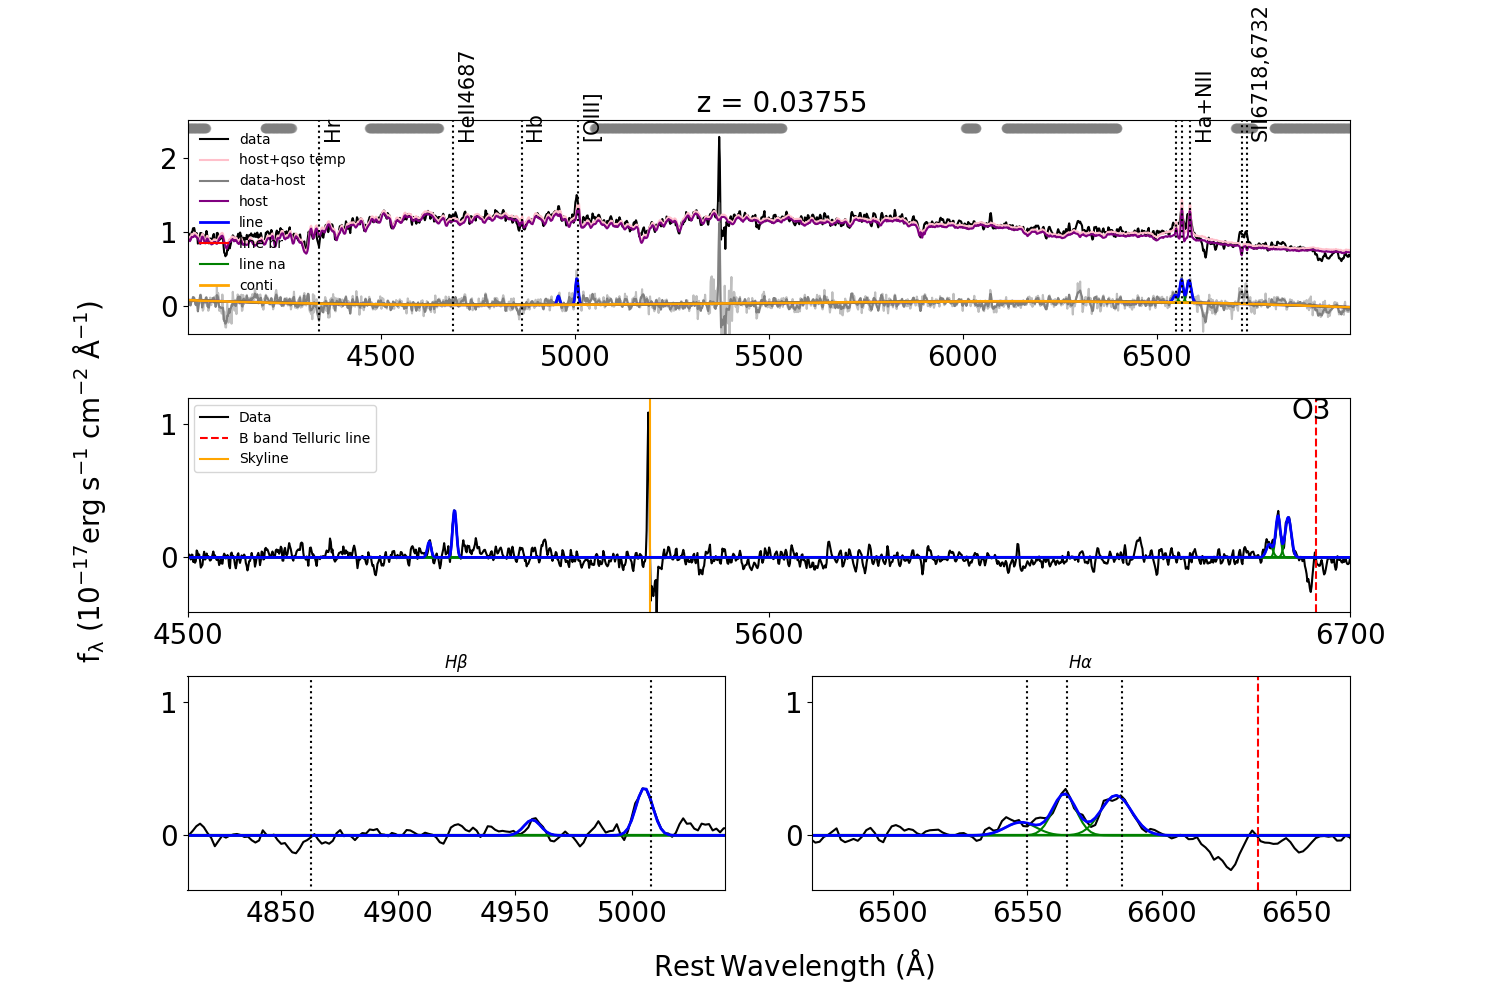 z = 0.03755
Hr
HeII4687
Hb
[OIII]
Ha+NII
SII6718,6732
data
host+qso temp
data-host
host
line
line br
line na
conti
2
1
0
4500
5000
5500
6000
6500
fλ (10⁻¹⁷erg s⁻¹ cm⁻² Å⁻¹)
O3
Data
B band Telluric line
Skyline
1
0
4500
5600
6700
Hβ
1
0
4850
4900
4950
5000
Hα
1
0
6500
6550
6600
6650
Rest Wavelength (Å)